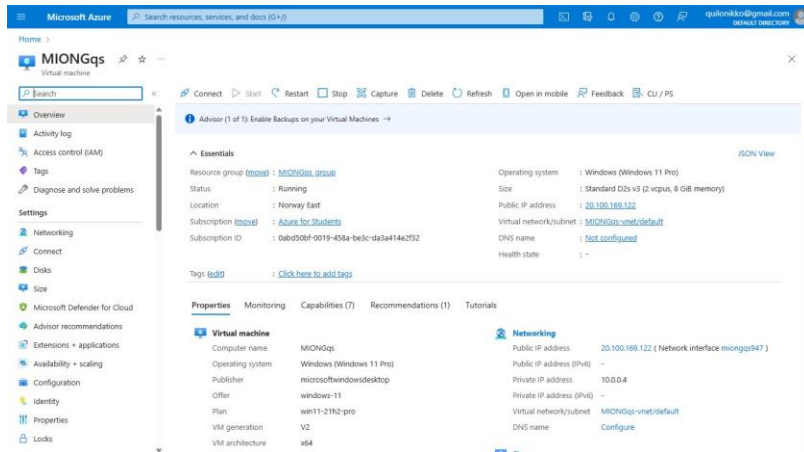 Microsoft Azure
Search resources, services, and docs (G+/)
quilonikko@gmail.com
DEFAULT DIRECTORY
Home >
MIONGqs
Virtual machine
Search
Connect Start Restart Stop Capture Delete Refresh Open in mobile Feedback CLI / PS
Overview
Activity log
Access control (IAM)
Tags
Diagnose and solve problems
Settings
Networking
Connect
Disks
Size
Microsoft Defender for Cloud
Advisor recommendations
Extensions + applications
Availability + scaling
Configuration
Identity
Properties
Locks
Advisor (1 of 1): Enable Backups on your Virtual Machines →
Essentials
JSON View
Resource group (move) : MIONGqs_group
Status : Running
Location : Norway East
Subscription (move) : Azure for Students
Subscription ID : 0abd50bf-0019-458a-be3c-da3a414e2f32
Tags (edit) : Click here to add tags
Operating system : Windows (Windows 11 Pro)
Size : Standard D2s v3 (2 vcpus, 8 GiB memory)
Public IP address : 20.100.169.122
Virtual network/subnet : MIONGqs-vnet/default
DNS name : Not configured
Health state : -
Properties Monitoring Capabilities (7) Recommendations (1) Tutorials
Virtual machine
Computer name MIONGqs
Operating system Windows (Windows 11 Pro)
Publisher microsoftwindowsdesktop
Offer windows-11
Plan win11-21h2-pro
VM generation V2
VM architecture x64
Networking
Public IP address 20.100.169.122 ( Network interface miongqs947 )
Public IP address (IPv6) -
Private IP address 10.0.0.4
Private IP address (IPv6) -
Virtual network/subnet MIONGqs-vnet/default
DNS name Configure